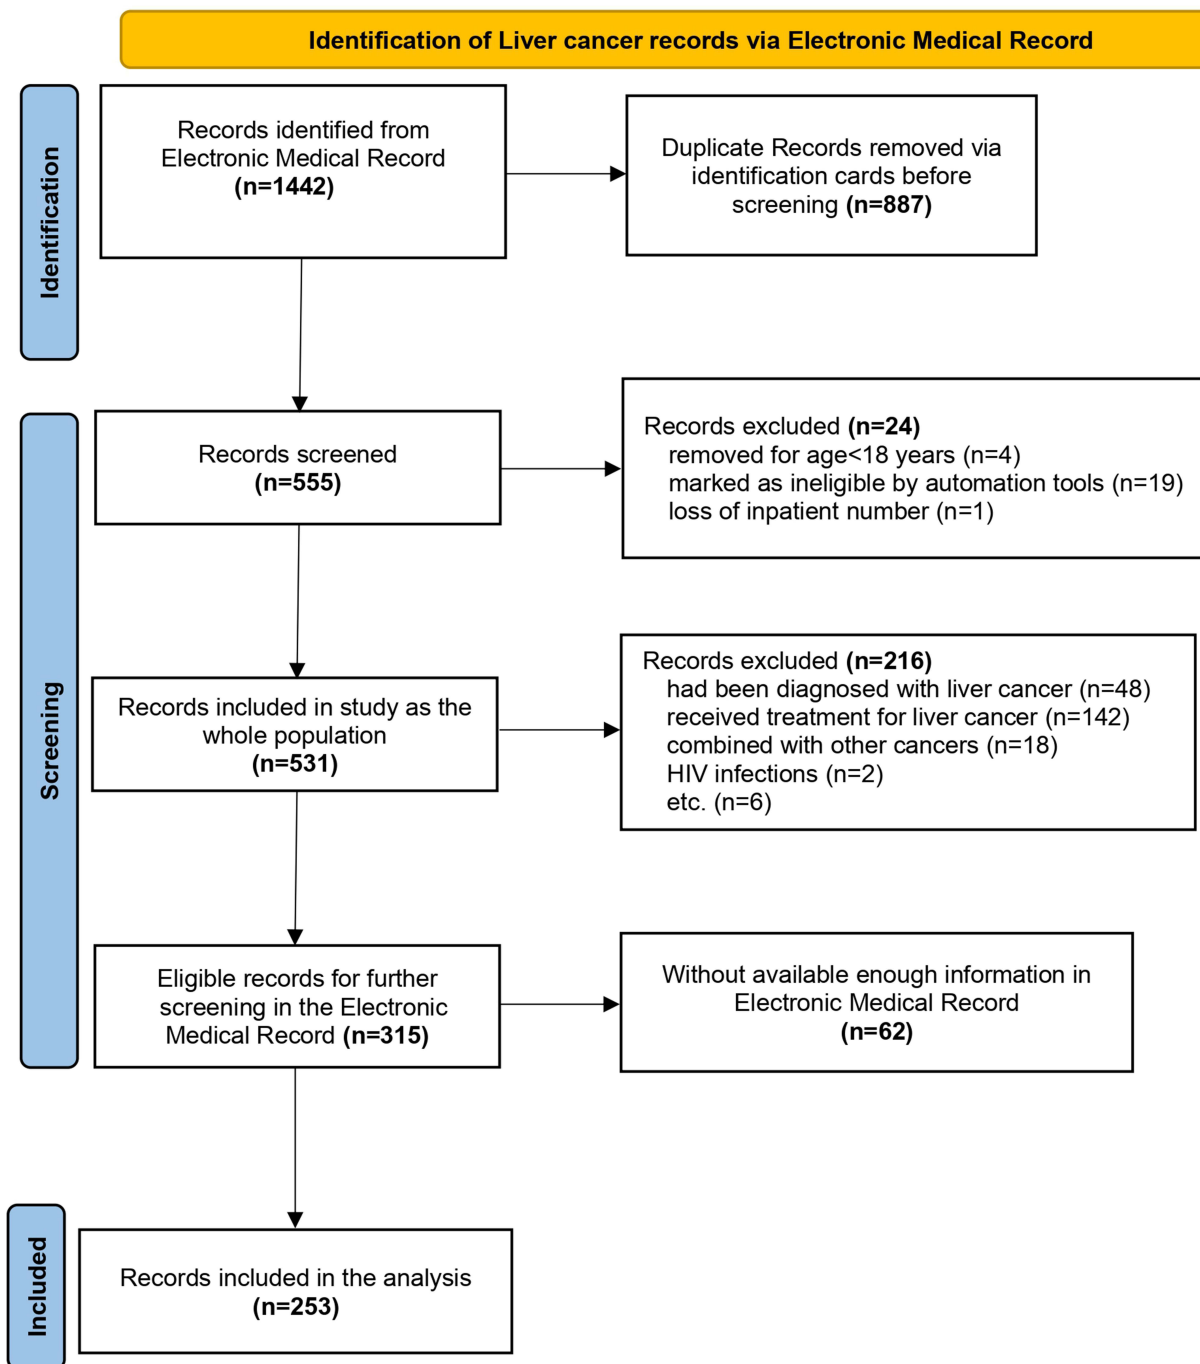 Identification of Liver cancer records via Electronic Medical Record
Identification
Records identified from
Electronic Medical Record
(n=1442)
Duplicate Records removed via
identification cards before
screening (n=887)
Screening
Records screened
(n=555)
Records excluded (n=24)
removed for age<18 years (n=4)
marked as ineligible by automation tools (n=19)
loss of inpatient number (n=1)
Records included in study as the
whole population
(n=531)
Records excluded (n=216)
had been diagnosed with liver cancer (n=48)
received treatment for liver cancer (n=142)
combined with other cancers (n=18)
HIV infections (n=2)
etc. (n=6)
Eligible records for further
screening in the Electronic
Medical Record (n=315)
Without available enough information in
Electronic Medical Record
(n=62)
Included
Records included in the analysis
(n=253)